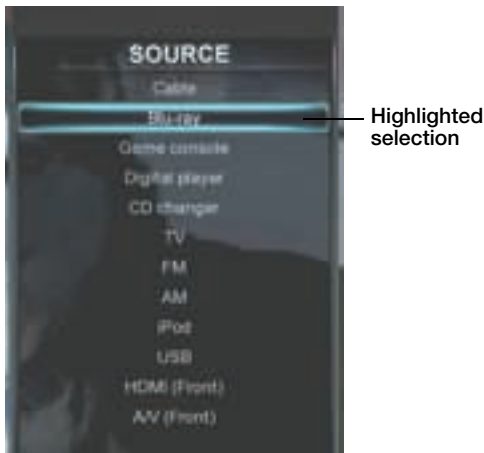 SOURCE
Cable
Blu-ray
Highlighted
selection
Game console
Digital player
CD changer
TV
FM
AM
iPod
USB
HDMI (Front)
A/V (Front)